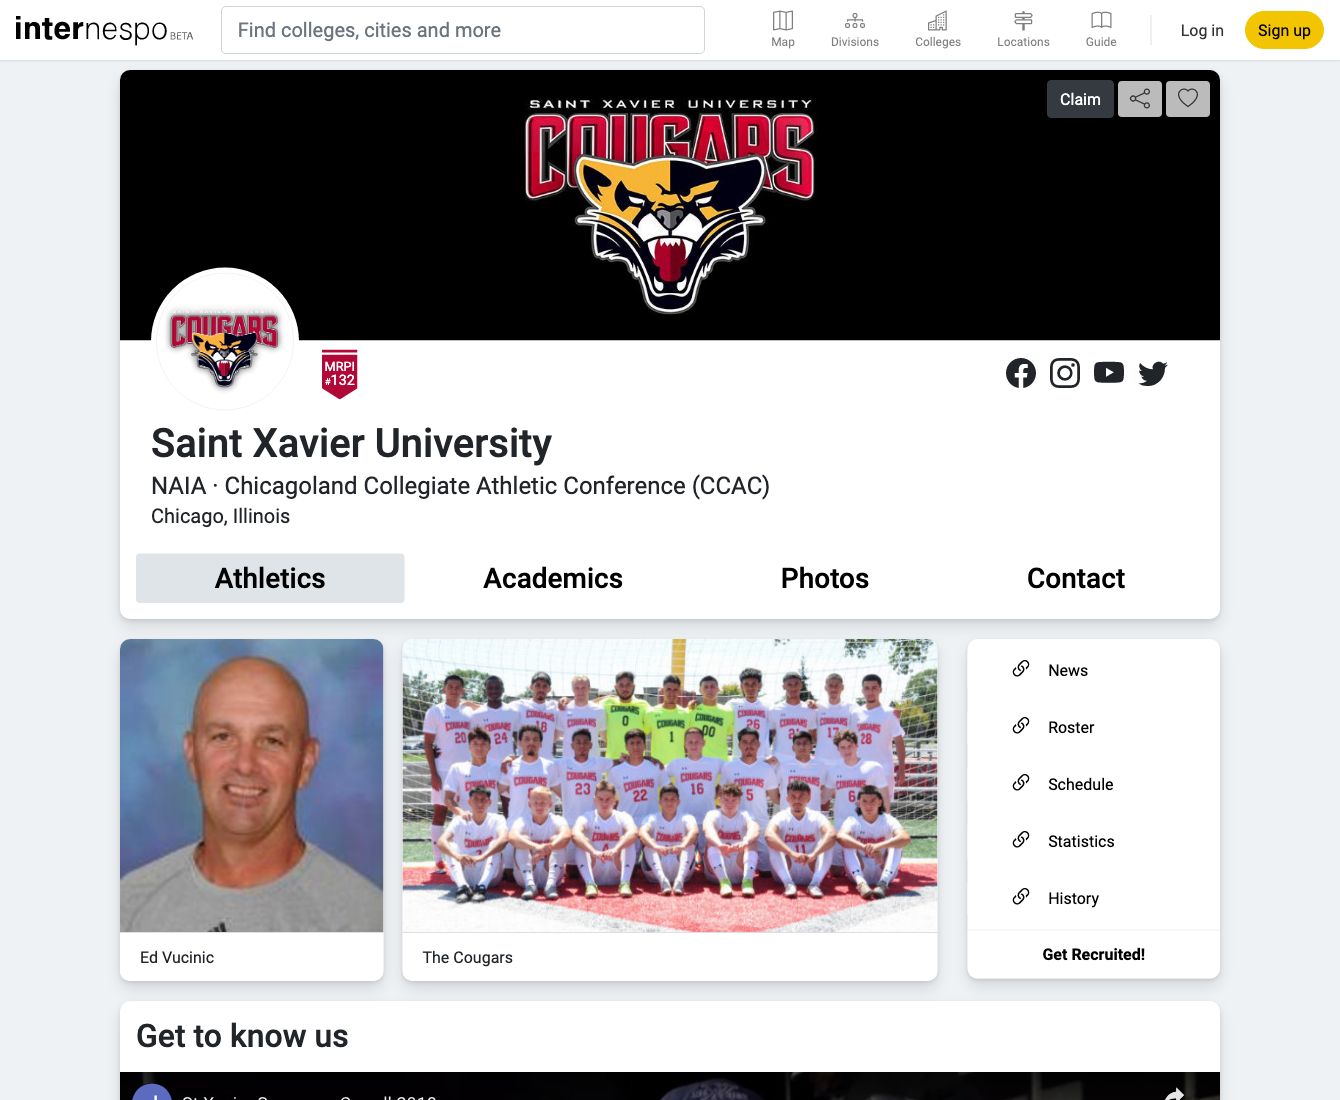 internespo BETA
Find colleges, cities and more
Map
Divisions
Colleges
Locations
Guide
Log in
Sign up
SAINT XAVIER UNIVERSITY
COUGARS
Claim
COUGARS
MRPI
#132
Saint Xavier University
NAIA · Chicagoland Collegiate Athletic Conference (CCAC)
Chicago, Illinois
Athletics
Academics
Photos
Contact
Ed Vucinic
The Cougars
News
Roster
Schedule
Statistics
History
Get Recruited!
Get to know us